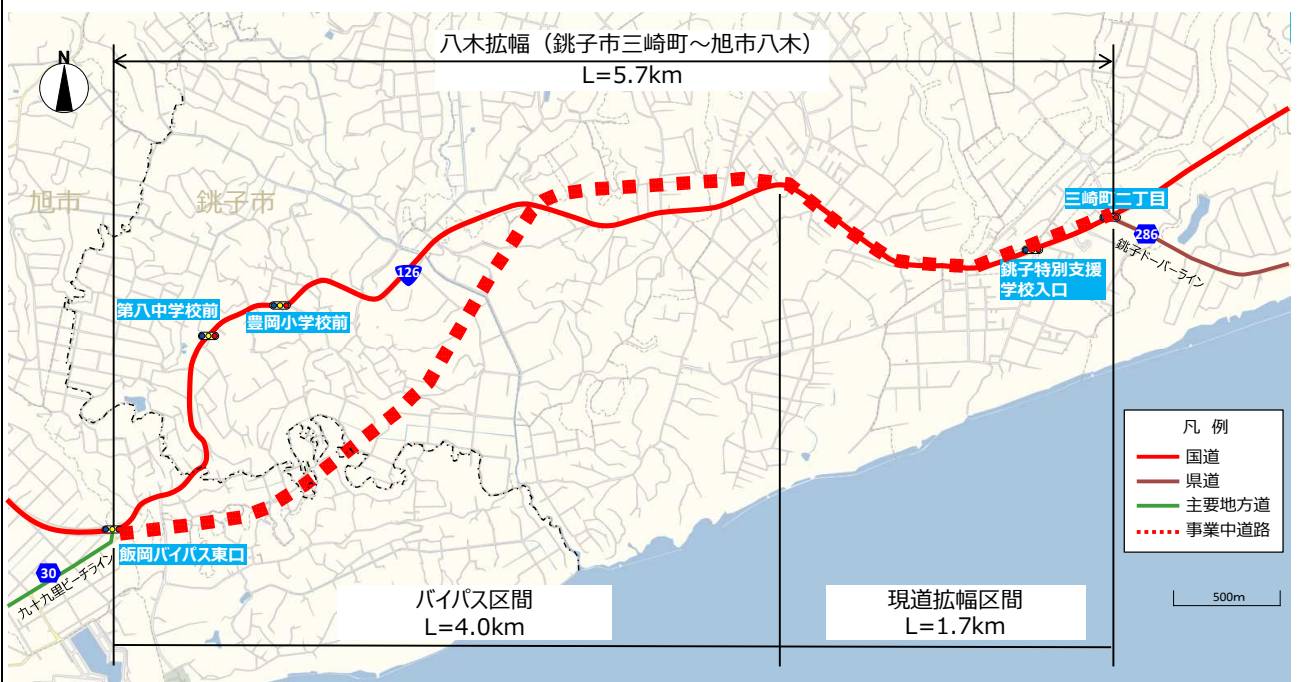 八木拡幅（銚子市三崎町～旭市八木）
L=5.7km
N
旭市
銚子市
三崎町二丁目
286
銚子ドーバーライン
銚子特別支援
学校入口
126
第八中学校前
豊岡小学校前
飯岡バイパス東口
30
九十九里ビーチライン
凡 例
国道
県道
主要地方道
事業中道路
500m
バイパス区間
L=4.0km
現道拡幅区間
L=1.7km